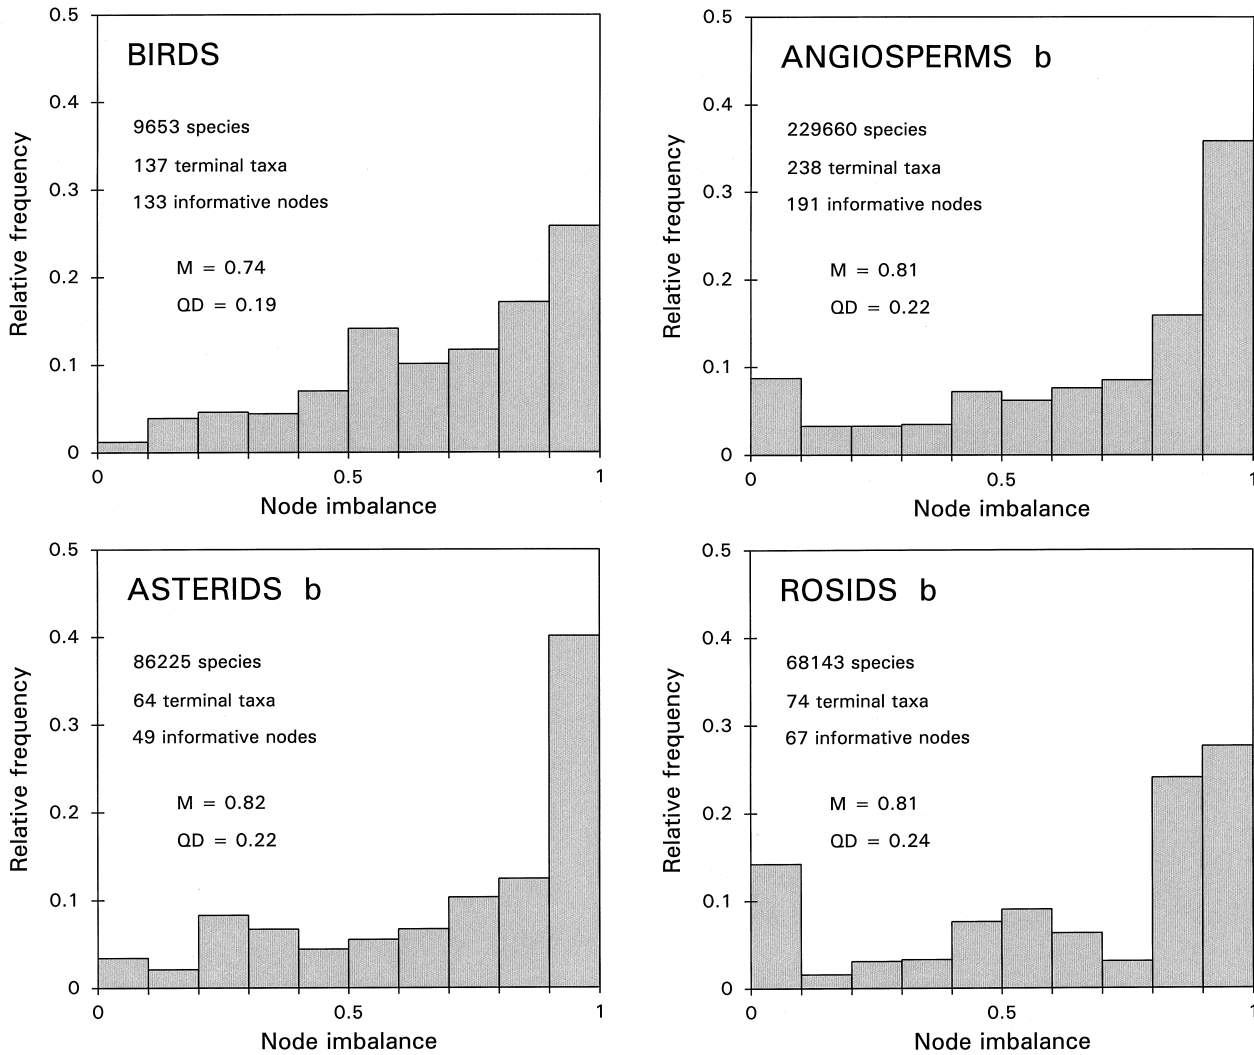 BIRDS
9653 species
137 terminal taxa
133 informative nodes
M = 0.74
QD = 0.19
Relative frequency
0.5
0.4
0.3
0.2
0.1
0
0 0.5 1
Node imbalance
ANGIOSPERMS b
229660 species
238 terminal taxa
191 informative nodes
M = 0.81
QD = 0.22
Relative frequency
0.5
0.4
0.3
0.2
0.1
0
0 0.5 1
Node imbalance
ASTERIDS b
86225 species
64 terminal taxa
49 informative nodes
M = 0.82
QD = 0.22
Relative frequency
0.5
0.4
0.3
0.2
0.1
0
0 0.5 1
Node imbalance
ROSIDS b
68143 species
74 terminal taxa
67 informative nodes
M = 0.81
QD = 0.24
Relative frequency
0.5
0.4
0.3
0.2
0.1
0
0 0.5 1
Node imbalance